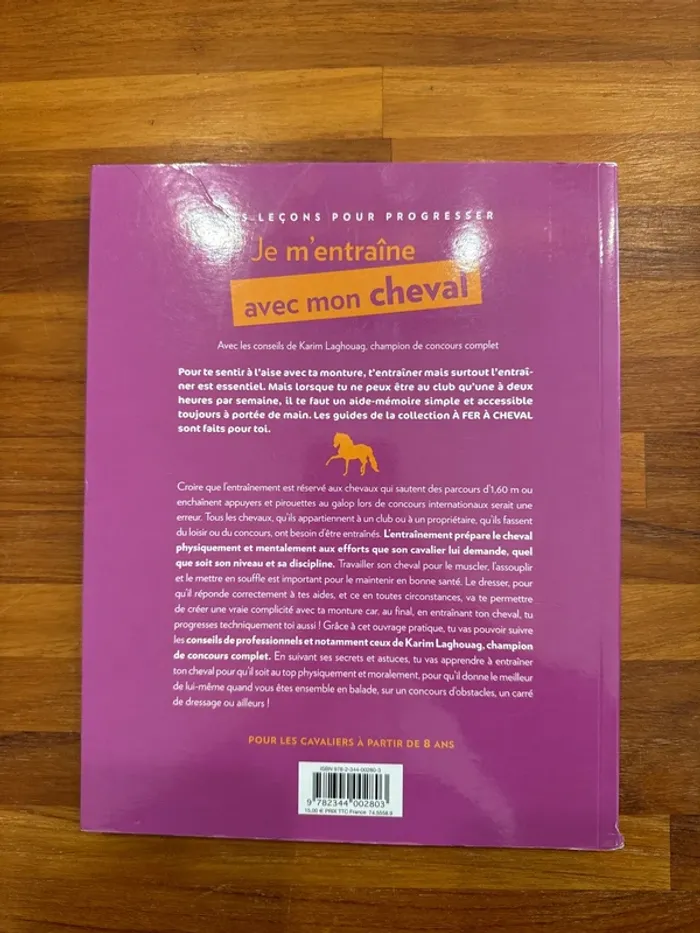 LEÇONS POUR PROGRESSER
Je m'entraîne
avec mon cheval
Avec les conseils de Karim Laghouag, champion de concours complet
Pour te sentir à l'aise avec ta monture, t'entraîner mais surtout l'entraî-
ner est essentiel. Mais lorsque tu ne peux être au club qu'une à deux
heures par semaine, il te faut un aide-mémoire simple et accessible
toujours à portée de main. Les guides de la collection À FER À CHEVAL
sont faits pour toi.
Croire que l'entraînement est réservé aux chevaux qui sautent des parcours d'1,60 m ou
enchaînent appuyers et pirouettes au galop lors de concours internationaux serait une
erreur. Tous les chevaux, qu'ils appartiennent à un club ou à un propriétaire, qu'ils fassent
du loisir ou du concours, ont besoin d'être entraînés. L'entraînement prépare le cheval
physiquement et mentalement aux efforts que son cavalier lui demande, quel
que soit son niveau et sa discipline. Travailler son cheval pour le muscler, l'assouplir
et le mettre en souffle est important pour le maintenir en bonne santé. Le dresser, pour
qu'il réponde correctement à tes aides, et ce en toutes circonstances, va te permettre
de créer une vraie complicité avec ta monture car, au final, en entraînant ton cheval, tu
progresses techniquement toi aussi ! Grâce à cet ouvrage pratique, tu vas pouvoir suivre
les conseils de professionnels et notamment ceux de Karim Laghouag, champion
de concours complet. En suivant ses secrets et astuces, tu vas apprendre à entraîner
ton cheval pour qu'il soit au top physiquement et moralement, pour qu'il donne le meilleur
de lui-même quand vous êtes ensemble en balade, sur un concours d'obstacles, un carré
de dressage ou ailleurs !
POUR LES CAVALIERS À PARTIR DE 8 ANS
ISBN 978-2-344-00280-3
9 782344 002803
15,00 € PRIX TTC France 74.5558.8